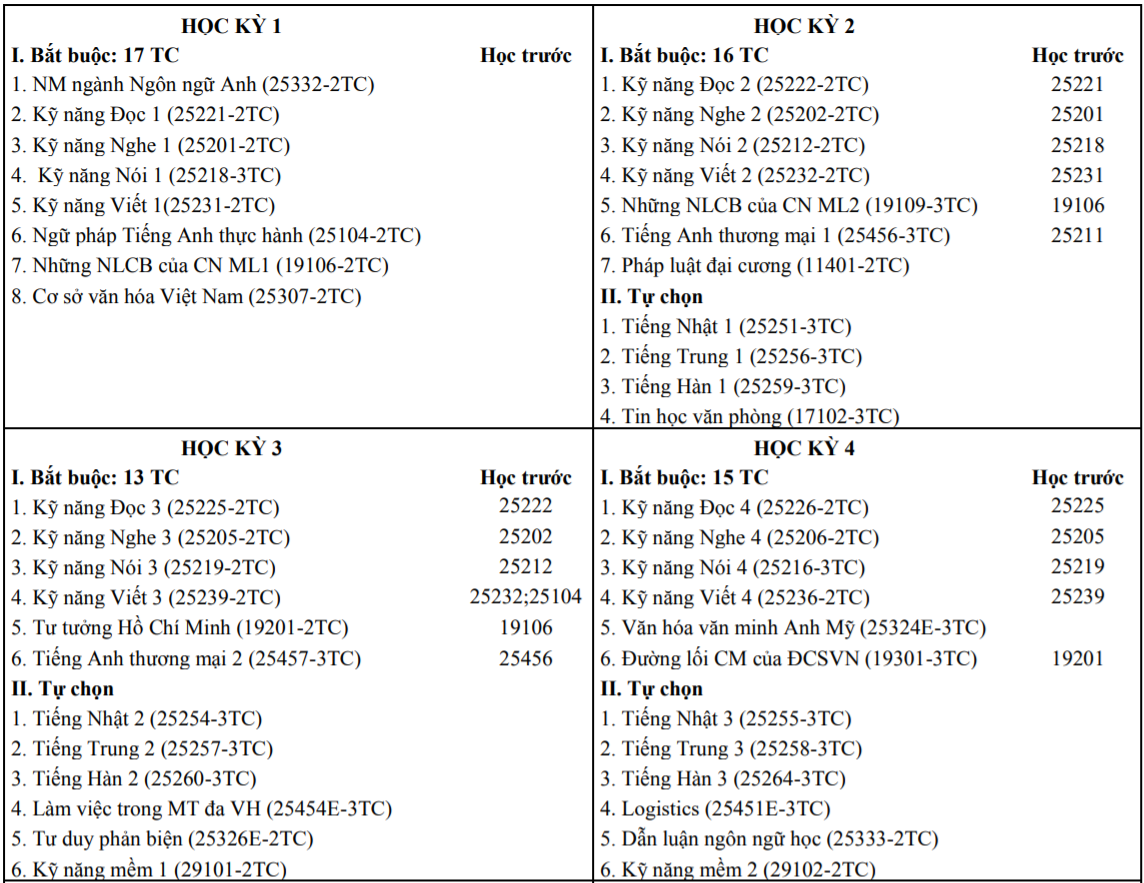 HỌC KỲ 1
I. Bắt buộc: 17 TC Học trước
1. NM ngành Ngôn ngữ Anh (25332-2TC)
2. Kỹ năng Đọc 1 (25221-2TC)
3. Kỹ năng Nghe 1 (25201-2TC)
4. Kỹ năng Nói 1 (25218-3TC)
5. Kỹ năng Viết 1(25231-2TC)
6. Ngữ pháp Tiếng Anh thực hành (25104-2TC)
7. Những NLCB của CN ML1 (19106-2TC)
8. Cơ sở văn hóa Việt Nam (25307-2TC)
HỌC KỲ 2
I. Bắt buộc: 16 TC Học trước
1. Kỹ năng Đọc 2 (25222-2TC) 25221
2. Kỹ năng Nghe 2 (25202-2TC) 25201
3. Kỹ năng Nói 2 (25212-2TC) 25218
4. Kỹ năng Viết 2 (25232-2TC) 25231
5. Những NLCB của CN ML2 (19109-3TC) 19106
6. Tiếng Anh thương mại 1 (25456-3TC) 25211
7. Pháp luật đại cương (11401-2TC)
II. Tự chọn
1. Tiếng Nhật 1 (25251-3TC)
2. Tiếng Trung 1 (25256-3TC)
3. Tiếng Hàn 1 (25259-3TC)
4. Tin học văn phòng (17102-3TC)
HỌC KỲ 3
I. Bắt buộc: 13 TC Học trước
1. Kỹ năng Đọc 3 (25225-2TC) 25222
2. Kỹ năng Nghe 3 (25205-2TC) 25202
3. Kỹ năng Nói 3 (25219-2TC) 25212
4. Kỹ năng Viết 3 (25239-2TC) 25232;25104
5. Tư tưởng Hồ Chí Minh (19201-2TC) 19106
6. Tiếng Anh thương mại 2 (25457-3TC) 25456
II. Tự chọn
1. Tiếng Nhật 2 (25254-3TC)
2. Tiếng Trung 2 (25257-3TC)
3. Tiếng Hàn 2 (25260-3TC)
4. Làm việc trong MT đa VH (25454E-3TC)
5. Tư duy phản biện (25326E-2TC)
6. Kỹ năng mềm 1 (29101-2TC)
HỌC KỲ 4
I. Bắt buộc: 15 TC Học trước
1. Kỹ năng Đọc 4 (25226-2TC) 25225
2. Kỹ năng Nghe 4 (25206-2TC) 25205
3. Kỹ năng Nói 4 (25216-3TC) 25219
4. Kỹ năng Viết 4 (25236-2TC) 25239
5. Văn hóa văn minh Anh Mỹ (25324E-3TC)
6. Đường lối CM của ĐCSVN (19301-3TC) 19201
II. Tự chọn
1. Tiếng Nhật 3 (25255-3TC)
2. Tiếng Trung 3 (25258-3TC)
3. Tiếng Hàn 3 (25264-3TC)
4. Logistics (25451E-3TC)
5. Dẫn luận ngôn ngữ học (25333-2TC)
6. Kỹ năng mềm 2 (29102-2TC)